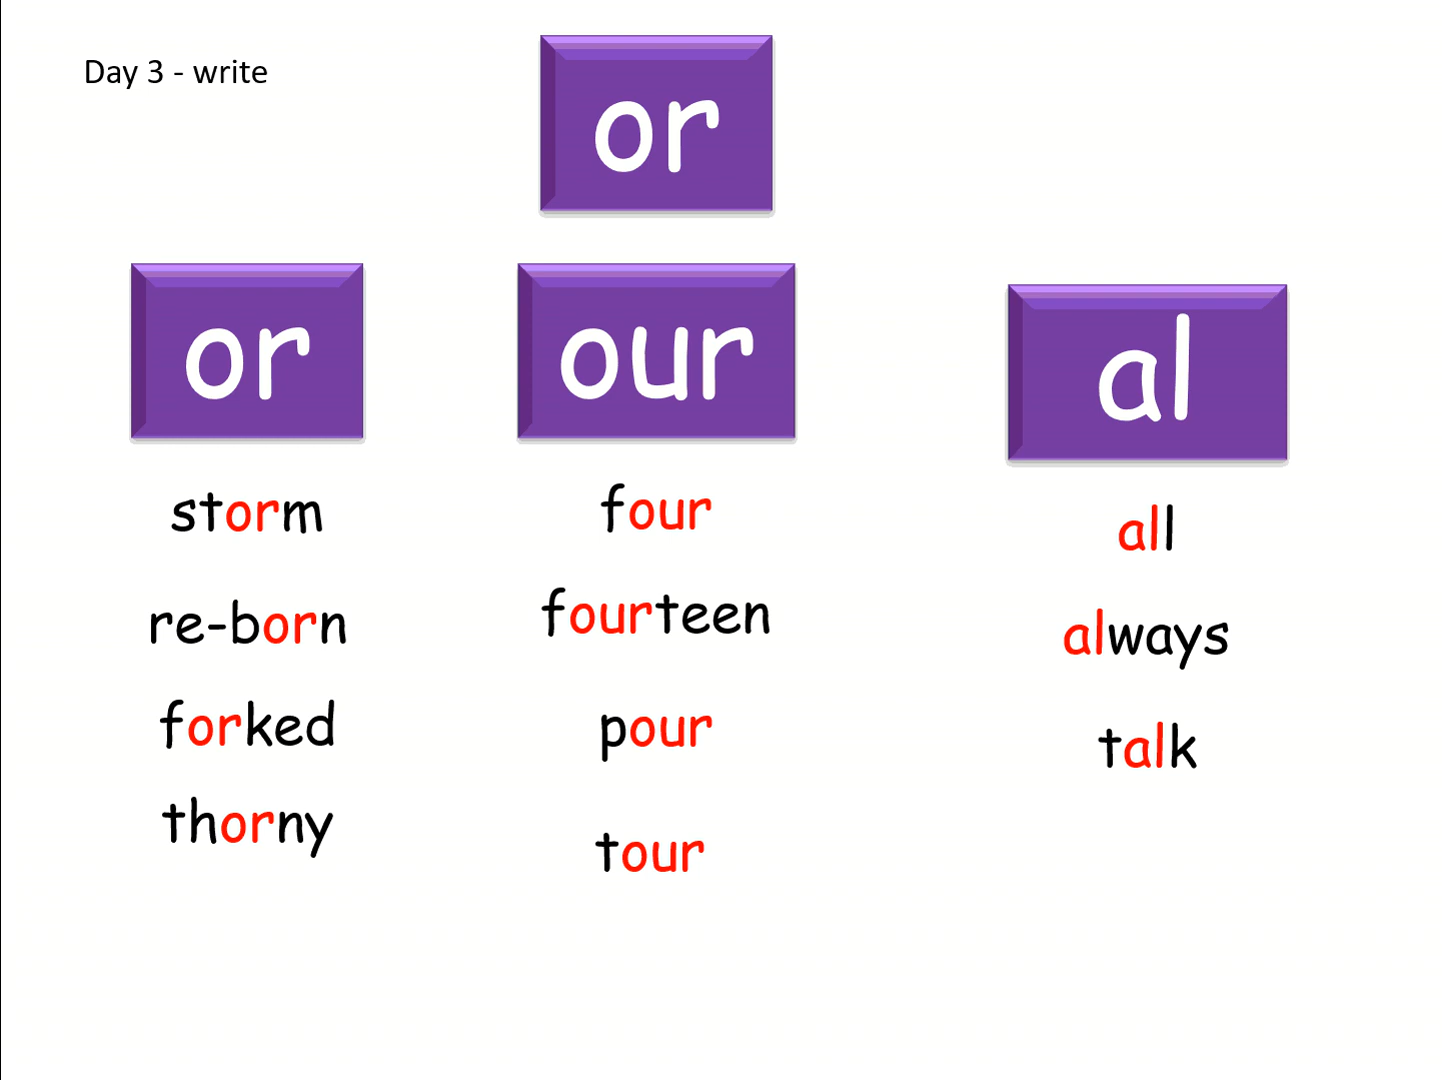 Day 3 - write
or
or
our
al
storm
re-born
forked
thorny
four
fourteen
pour
tour
all
always
talk